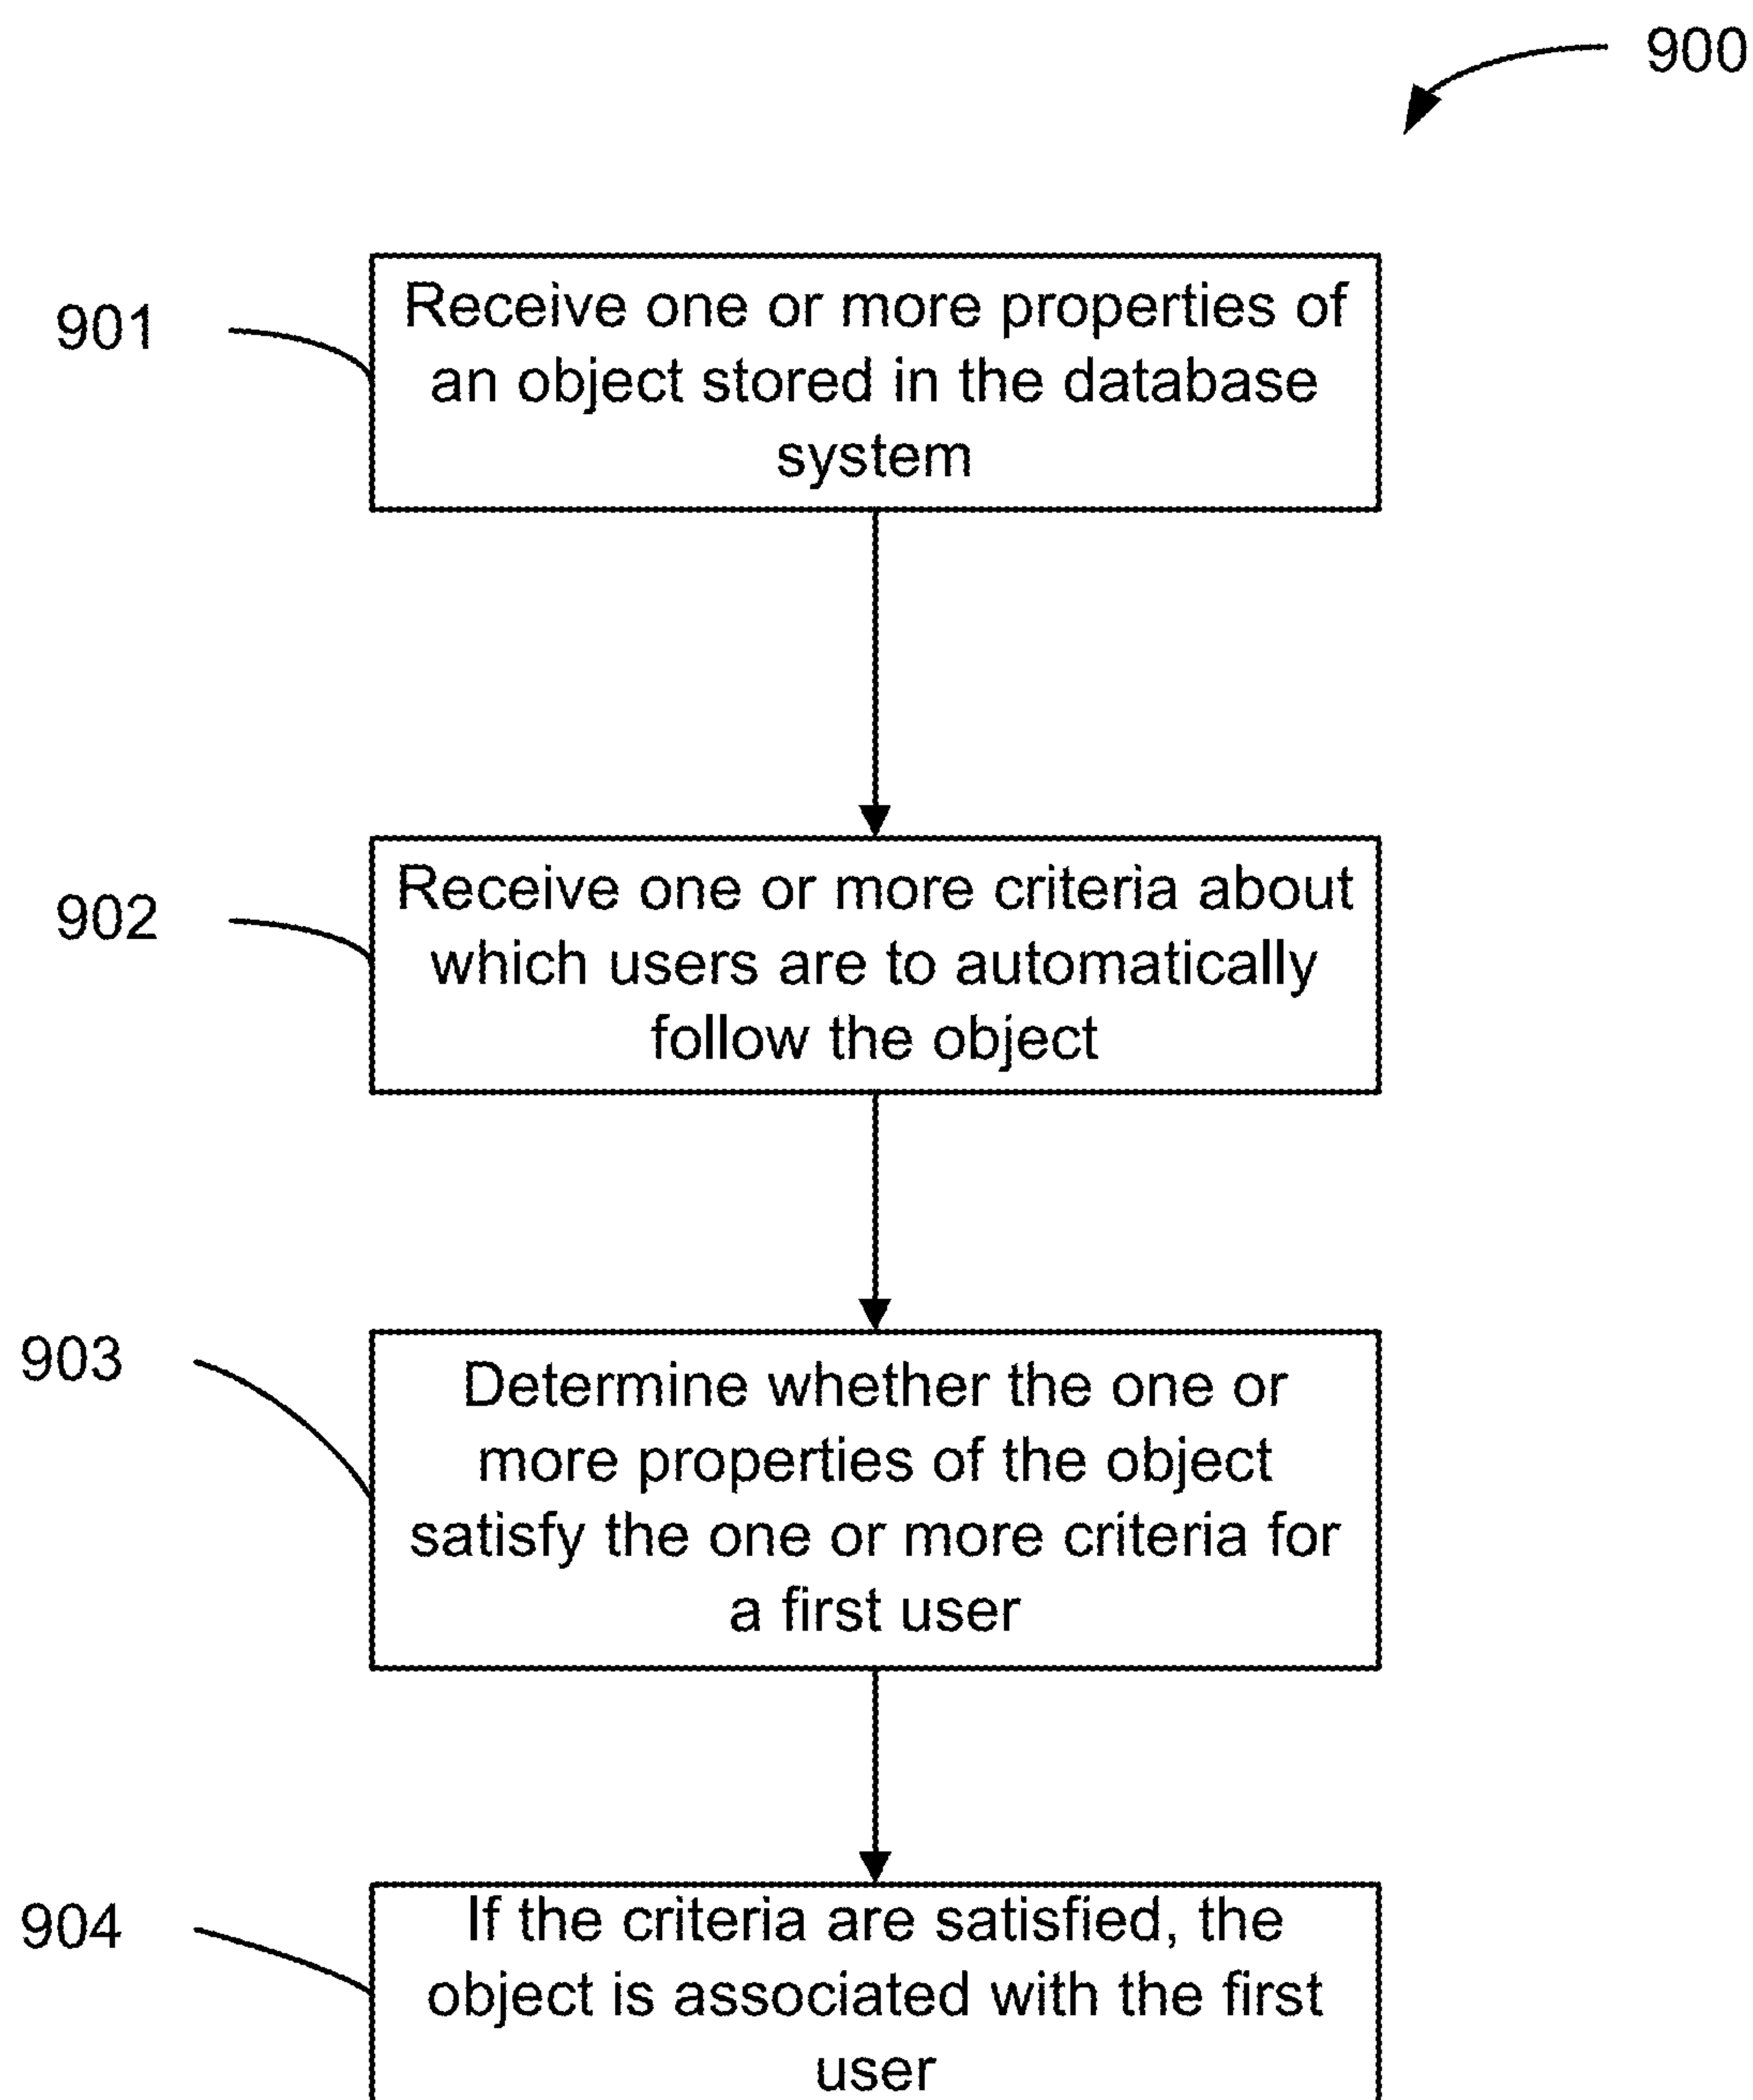 900
901
Receive one or more properties of
an object stored in the database
system
902
Receive one or more criteria about
which users are to automatically
follow the object
903
Determine whether the one or
more properties of the object
satisfy the one or more criteria for
a first user
904
If the criteria are satisfied, the
object is associated with the first
user